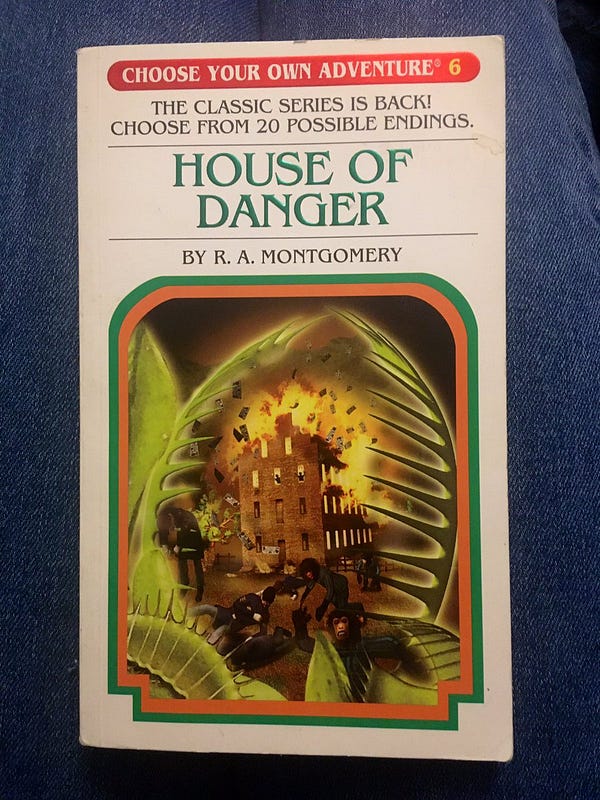 CHOOSE YOUR OWN ADVENTURE® 6
THE CLASSIC SERIES IS BACK!
CHOOSE FROM 20 POSSIBLE ENDINGS.
HOUSE OF
DANGER
BY R. A. MONTGOMERY